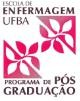 ESCOLA DE
ENFERMAGEM
UFBA
PROGRAMA DE PÓS
GRADUAÇÃO